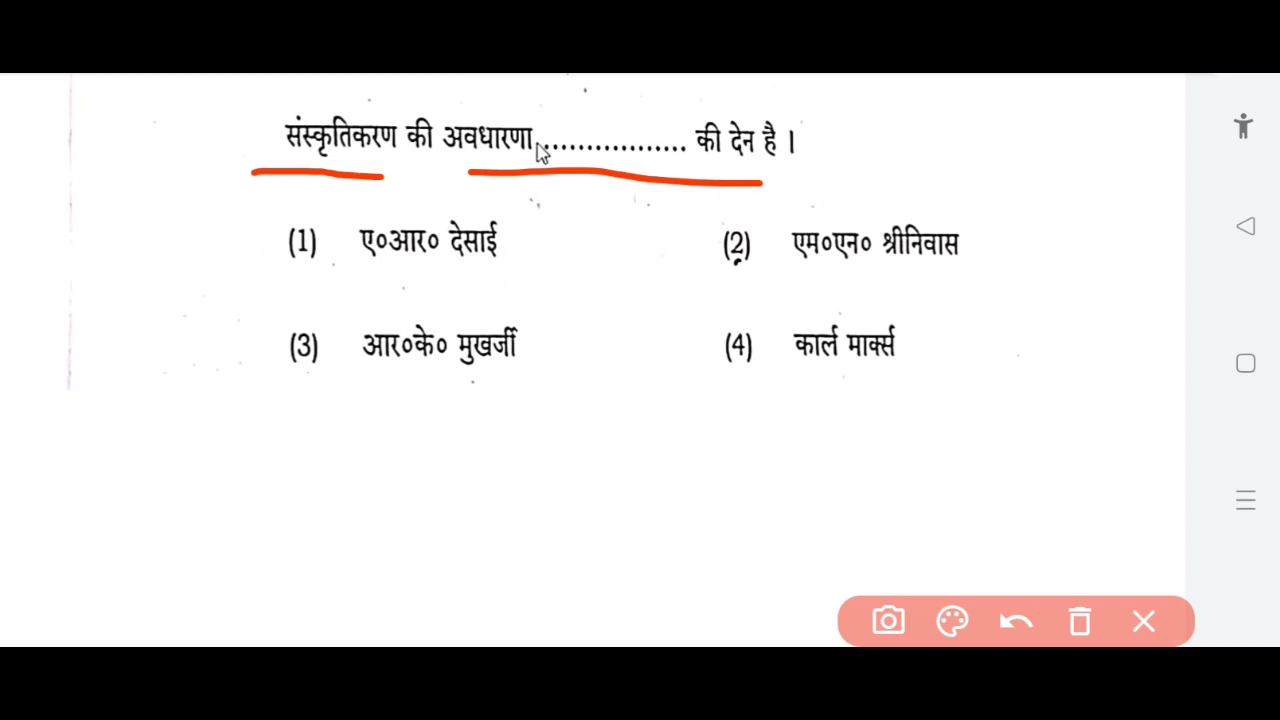 संस्कृतिकरण की अवधारणा ................. की देन है ।
(1) ए०आर० देसाई (2) एम०एन० श्रीनिवास
(3) आर०के० मुखर्जी (4) कार्ल मार्क्स